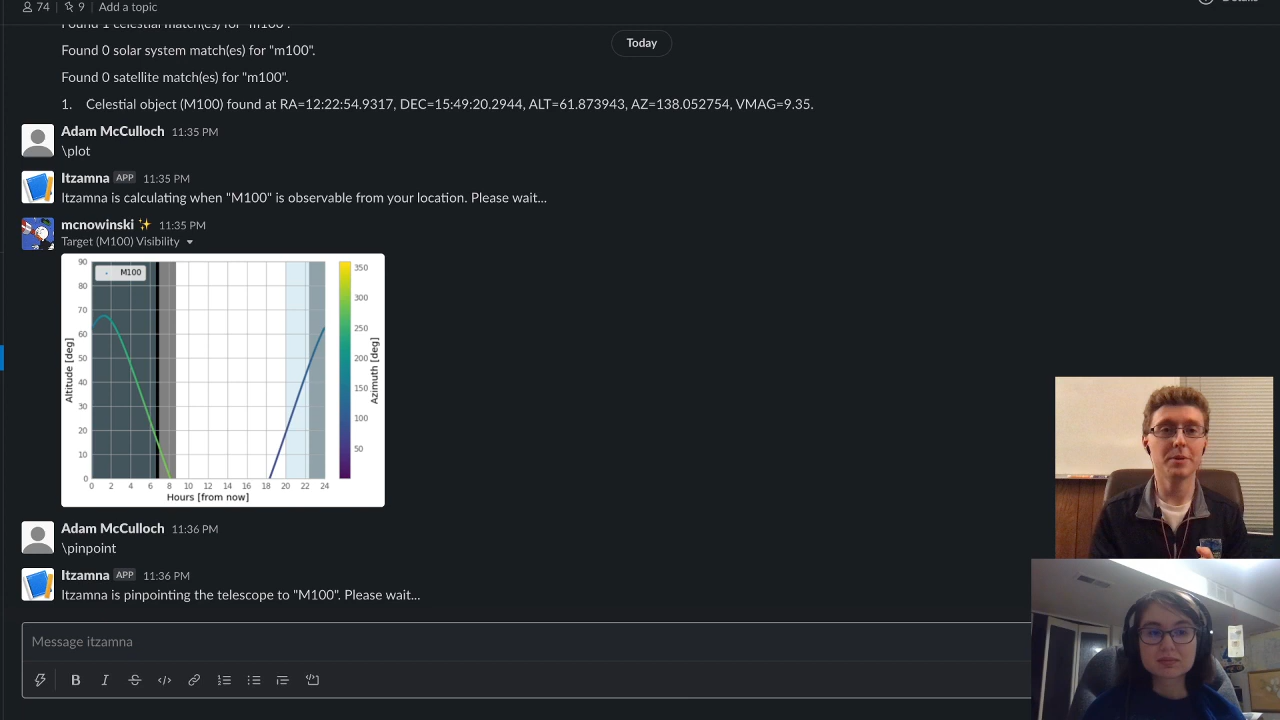 74 9 Add a topic
Found 1 celestial match(es) for "m100".
Today
Found 0 solar system match(es) for "m100".
Found 0 satellite match(es) for "m100".
1. Celestial object (M100) found at RA=12:22:54.9317, DEC=15:49:20.2944, ALT=61.873943, AZ=138.052754, VMAG=9.35.
Adam McCulloch 11:35 PM
\plot
Itzamna APP 11:35 PM
Itzamna is calculating when "M100" is observable from your location. Please wait...
mcnowinski ✨ 11:35 PM
Target (M100) Visibility
M100
90
80
70
60
50
40
30
20
10
0
Altitude [deg]
0 2 4 6 8 10 12 14 16 18 20 22 24
Hours [from now]
350
300
250
200
150
100
50
Azimuth [deg]
Adam McCulloch 11:36 PM
\pinpoint
Itzamna APP 11:36 PM
Itzamna is pinpointing the telescope to "M100". Please wait...
Message itzamna
B I S </>